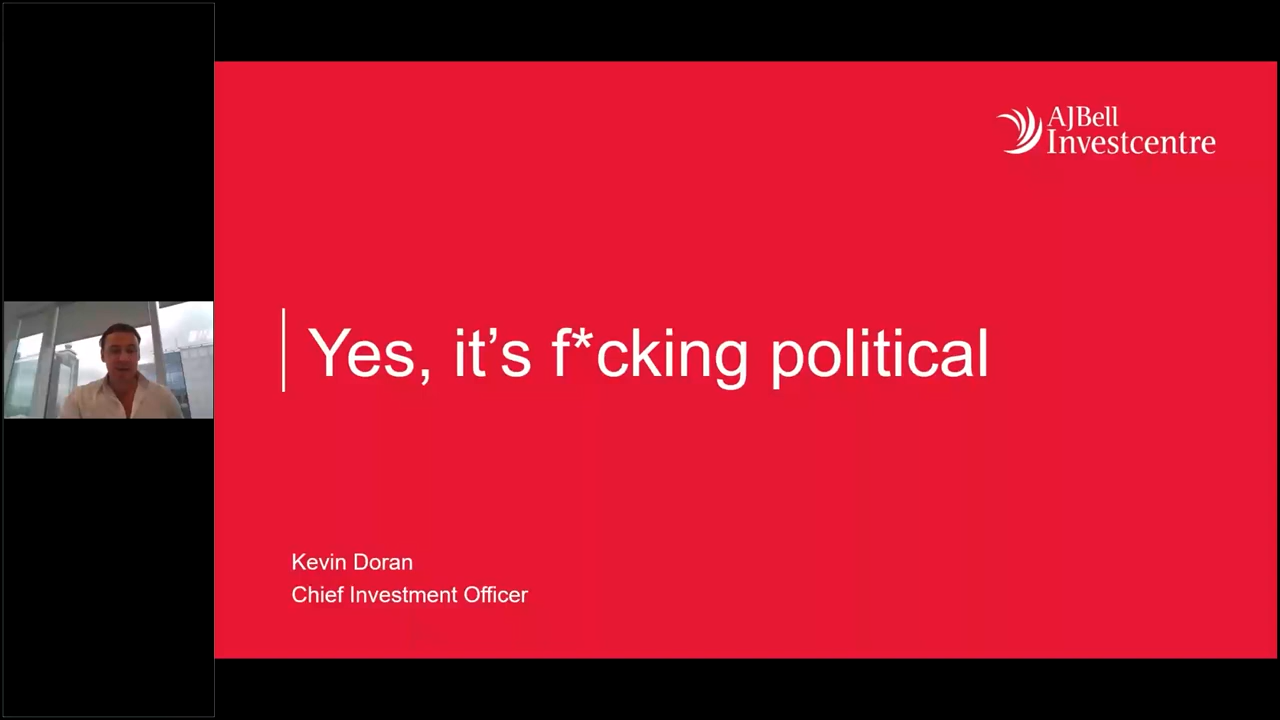 AJBell
Investcentre
Yes, it's f*cking political
Kevin Doran
Chief Investment Officer